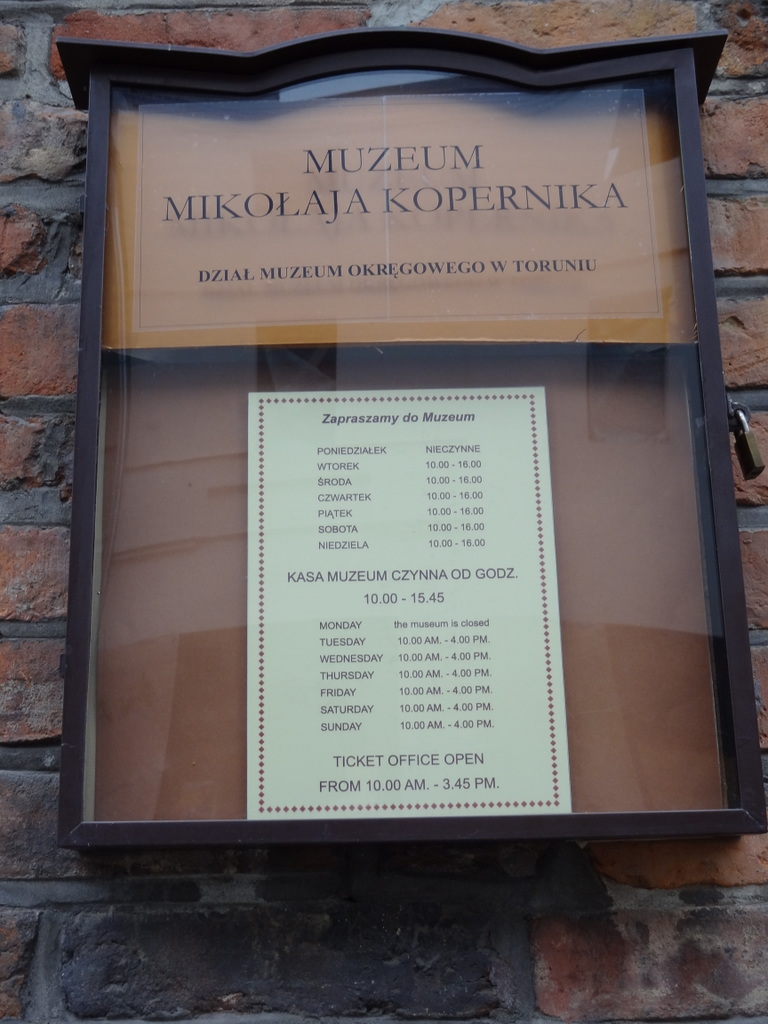 MUZEUM
MIKOŁAJA KOPERNIKA
DZIAŁ MUZEUM OKRĘGOWEGO W TORUNIU
Zapraszamy do Muzeum
PONIEDZIAŁEK NIECZYNNE
WTOREK 10.00 - 16.00
ŚRODA 10.00 - 16.00
CZWARTEK 10.00 - 16.00
PIĄTEK 10.00 - 16.00
SOBOTA 10.00 - 16.00
NIEDZIELA 10.00 - 16.00
KASA MUZEUM CZYNNA OD GODZ.
10.00 - 15.45
MONDAY the museum is closed
TUESDAY 10.00 AM. - 4.00 PM.
WEDNESDAY 10.00 AM. - 4.00 PM.
THURSDAY 10.00 AM. - 4.00 PM.
FRIDAY 10.00 AM. - 4.00 PM.
SATURDAY 10.00 AM. - 4.00 PM.
SUNDAY 10.00 AM. - 4.00 PM.
TICKET OFFICE OPEN
FROM 10.00 AM. - 3.45 PM.